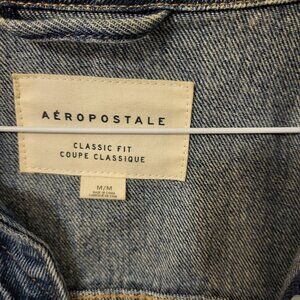 AÉROPOSTALE
CLASSIC FIT
COUPE CLASSIQUE
M/M